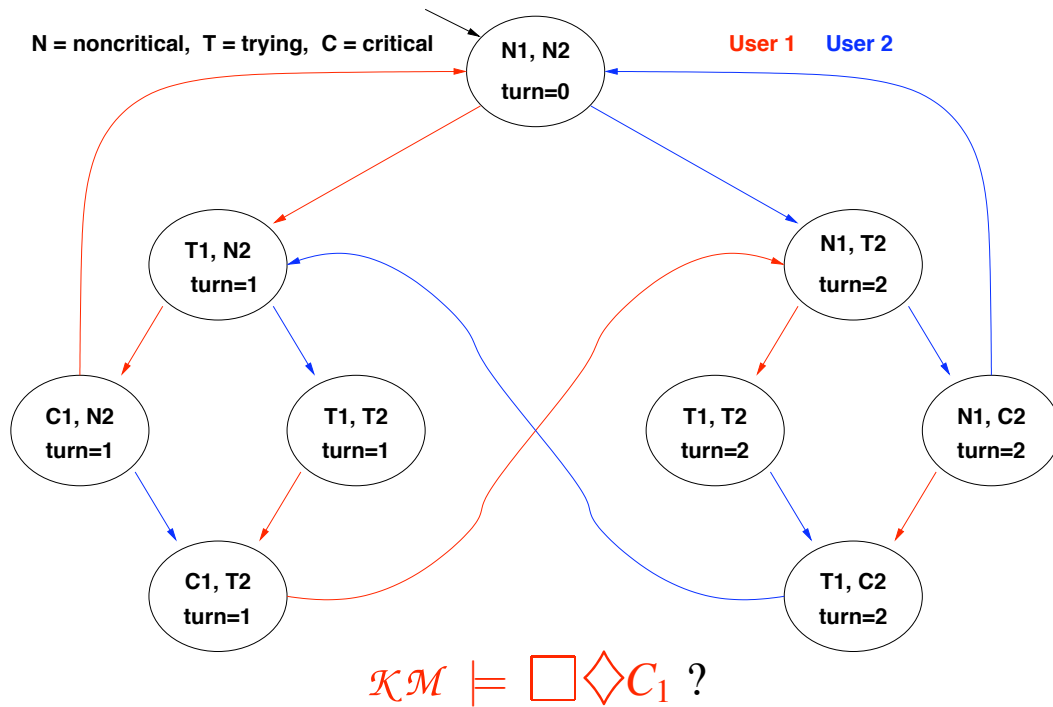 N = noncritical, T = trying, C = critical
User 1 User 2
N1, N2
turn=0
T1, N2
turn=1
N1, T2
turn=2
C1, N2
turn=1
T1, T2
turn=1
T1, T2
turn=2
N1, C2
turn=2
C1, T2
turn=1
T1, C2
turn=2
𝒦ℳ ⊨ □◇C₁ ?